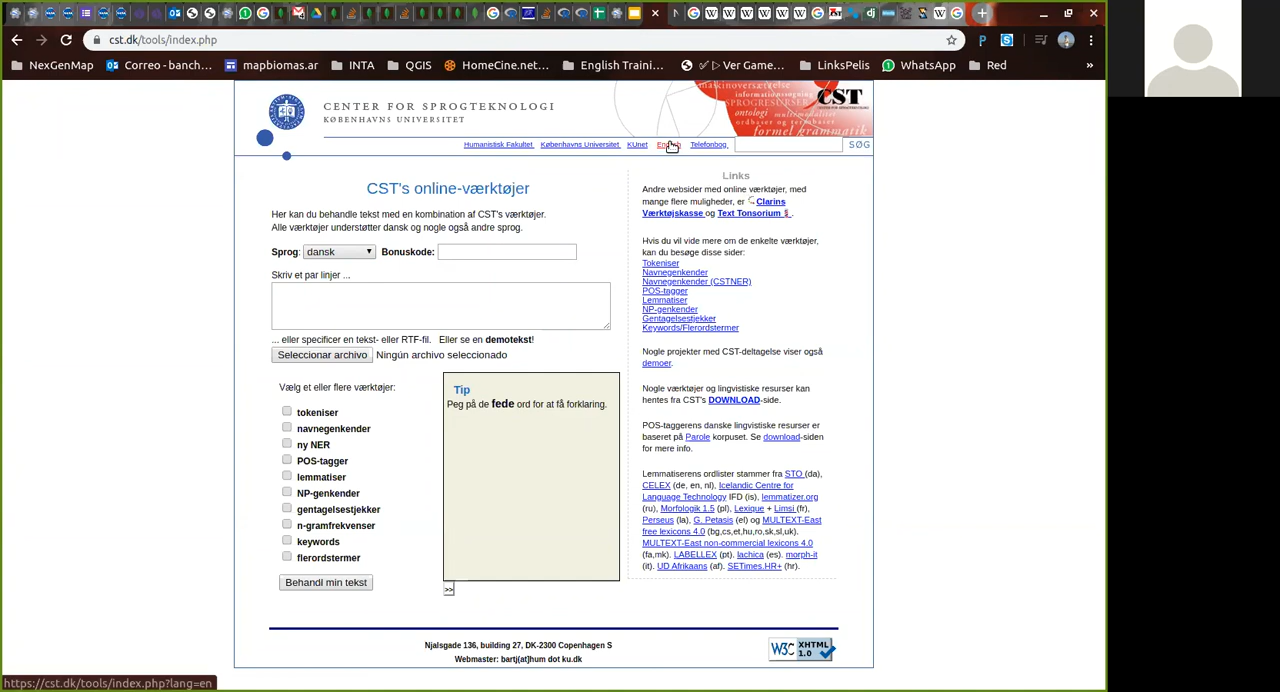 cst.dk/tools/index.php
NexGenMap
Correo - banch...
mapbiomas.ar
INTA
QGIS
HomeCine.net...
English Traini...
Ver Game...
LinksPelis
WhatsApp
Red
»
CENTER FOR SPROGTEKNOLOGI
KØBENHAVNS UNIVERSITET
maskinoversættelse
informationssøgning
SPROGRESURSER
ontologi multimodalitet
ordbaser og termbaser
formel grammatik
CST
Humanistisk Fakultet
Københavns Universitet
KUnet
Telefonbog
SØG
CST's online-værktøjer
Her kan du behandle tekst med en kombination af CST's værktøjer.
Alle værktøjer understøtter dansk og nogle også andre sprog.
Sprog: dansk Bonuskode:
Skriv et par linjer ...
... eller specificer en tekst- eller RTF-fil. Eller se en demotekst!
Seleccionar archivo Ningún archivo seleccionado
Vælg et eller flere værktøjer:
tokeniser
navnegenkender
ny NER
POS-tagger
lemmatiser
NP-genkender
gentagelsestjekker
n-gramfrekvenser
keywords
flerordstermer
Behandl min tekst
Tip
Peg på de fede ord for at få forklaring.
>>
Links
Andre websider med online værktøjer, med
mange flere muligheder, er Clarins
Værktøjskasse og Text Tonsorium § .
Hvis du vil vide mere om de enkelte værktøjer,
kan du besøge disse sider:
Tokeniser
Navnegenkender
Navnegenkender (CSTNER)
POS-tagger
Lemmatiser
NP-genkender
Gentagelsestjekker
Keywords/Flerordstermer
Nogle projekter med CST-deltagelse viser også
demoer.
Nogle værktøjer og lingvistiske resurser kan
hentes fra CST's DOWNLOAD-side.
POS-taggerens danske lingvistiske resurser er
baseret på Parole korpuset. Se download-siden
for mere info.
Lemmatiserens ordlister stammer fra STO (da),
CELEX (de, en, nl), Icelandic Centre for
Language Technology IFD (is), lemmatizer.org
(ru), Morfologik 1.5 (pl), Lexique + Limsi (fr),
Perseus (la), G. Petasis (el) og MULTEXT-East
free lexicons 4.0 (bg,cs,et,hu,ro,sk,sl,uk).
MULTEXT-East non-commercial lexicons 4.0
(fa,mk). LABELLEX (pt). lachica (es). morph-it
(it). UD Afrikaans (af). SETimes.HR+ (hr).
Njalsgade 136, building 27, DK-2300 Copenhagen S
Webmaster: bartj[at]hum dot ku.dk
W3C XHTML 1.0
https://cst.dk/tools/index.php?lang=en